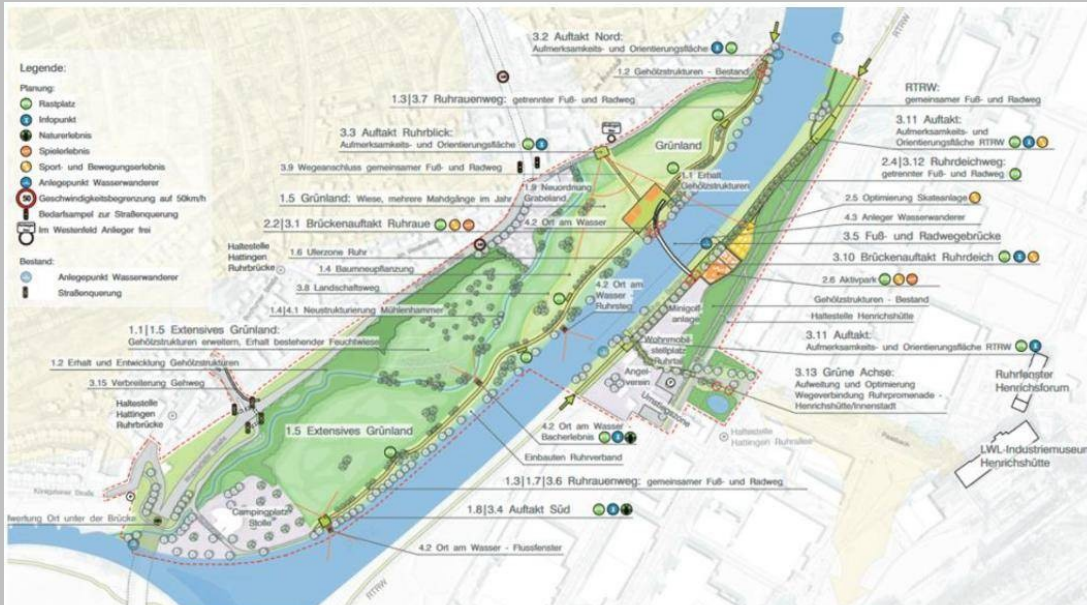 Legende:
Planung:
Rastplatz
Infopunkt
Naturerlebnis
Spielerlebnis
Sport- und Bewegungserlebnis
Anlegepunkt Wasserwanderer
50
Geschwindigkeitsbegrenzung auf 50km/h
Bedarfsampel zur Straßenquerung
Im Westenfeld Anlieger frei
Bestand:
Anlegepunkt Wasserwanderer
Straßenquerung
3.2 Auftakt Nord:
Aufmerksamkeits- und Orientierungsfläche
1.2 Gehölzstrukturen - Bestand
1.3|3.7 Ruhrauenweg: getrennter Fuß- und Radweg
3.3 Auftakt Ruhrblick:
Aufmerksamkeits- und Orientierungsfläche
3.9 Wegeanschluss gemeinsamer Fuß- und Radweg
1.5 Grünland: Wiese, mehrere Mahdgänge im Jahr
1.9 Neuordnung
Grabeland
2.2|3.1 Brückenauftakt Ruhraue
4.2 Ort am Wasser
1.6 Uferzone Ruhr
1.4 Baumneupflanzung
3.8 Landschaftsweg
1.4|4.1 Neustrukturierung Mühlenhammer
1.1|1.5 Extensives Grünland:
Gehölzstrukturen erweitern, Erhalt bestehender Feuchtwiese
1.2 Erhalt und Entwicklung Gehölzstrukturen
3.15 Verbreiterung Gehweg
Haltestelle
Hattingen
Ruhrbrücke
Haltestelle
Hattingen
Ruhrbrücke
Grünland
1.1 Erhalt
Gehölzstrukturen
4.2 Ort am
Wasser -
Ruhrsteg
1.5 Extensives Grünland
Campingplatz
Stolle
wertung Ort unter der Brücke
4.2 Ort am Wasser
Bacherlebnis
Einbauten Ruhrverband
1.3|1.7|3.6 Ruhrauenweg: gemeinsamer Fuß- und Radweg
1.8|3.4 Auftakt Süd
4.2 Ort am Wasser - Flussfenster
RTRW
RTRW
RTRW:
gemeinsamer Fuß- und Radweg
3.11 Auftakt:
Aufmerksamkeits- und
Orientierungsfläche RTRW
2.4|3.12 Ruhrdeichweg:
getrennter Fuß- und Radweg
2.5 Optimierung Skateanlage
4.3 Anleger Wasserwanderer
3.5 Fuß- und Radwegebrücke
3.10 Brückenauftakt Ruhrdeich
2.6 Aktivpark
Gehölzstrukturen - Bestand
Haltestelle Henrichshütte
3.11 Auftakt:
Aufmerksamkeits- und Orientierungsfläche RTRW
3.13 Grüne Achse:
Aufweitung und Optimierung
Wegeverbindung Ruhrpromenade -
Henrichshütte/Innenstadt
Minigolf
anlage
Wohnmobil
stellplatz
Ruhrtal
Angel-
verein
Umstiegszone
Haltestelle
Ruhrfenster
Henrichsforum
LWL-Industriemuseum
Henrichshütte